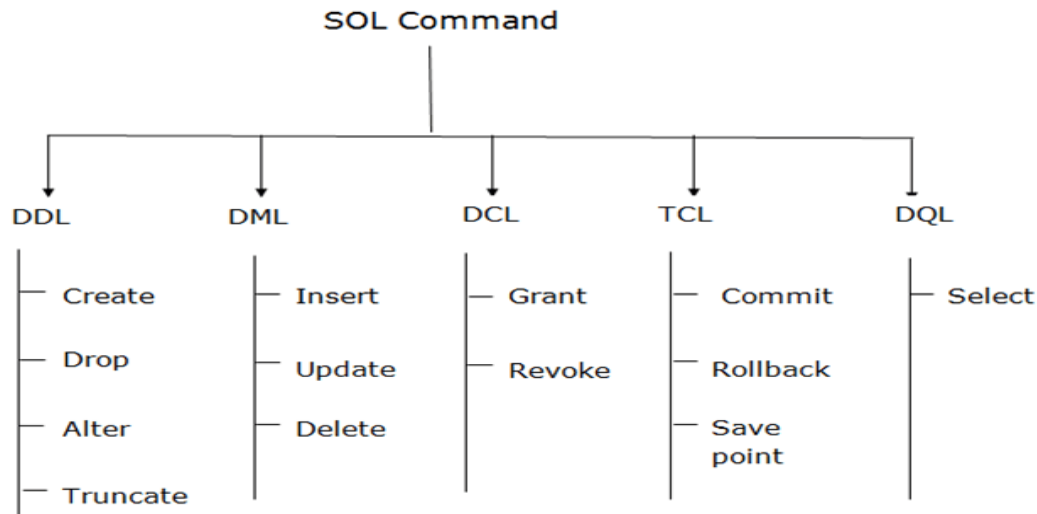 SOL Command
DDL
DML
DCL
TCL
DQL
Create
Drop
Alter
Truncate
Insert
Update
Delete
Grant
Revoke
Commit
Rollback
Save
point
Select